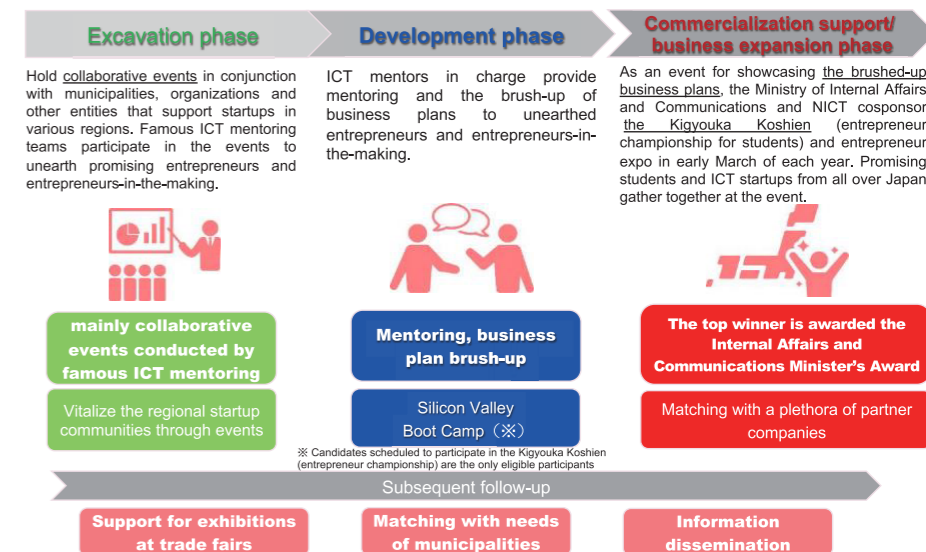 Excavation phase
Development phase
Commercialization support/
business expansion phase
Hold collaborative events in conjunction
with municipalities, organizations and
other entities that support startups in
various regions. Famous ICT mentoring
teams participate in the events to
unearth promising entrepreneurs and
entrepreneurs-in-the-making.
ICT mentors in charge provide
mentoring and the brush-up of
business plans to unearthed
entrepreneurs and entrepreneurs-in-
the-making.
As an event for showcasing the brushed-up
business plans, the Ministry of Internal Affairs
and Communications and NICT cosponsor
the Kigyouka Koshien (entrepreneur
championship for students) and entrepreneur
expo in early March of each year. Promising
students and ICT startups from all over Japan
gather together at the event.
mainly collaborative
events conducted by
famous ICT mentoring
Vitalize the regional startup
communities through events
Mentoring, business
plan brush-up
Silicon Valley
Boot Camp（※）
※ Candidates scheduled to participate in the Kigyouka Koshien
(entrepreneur championship) are the only eligible participants
The top winner is awarded the
Internal Affairs and
Communications Minister's Award
Matching with a plethora of partner
companies
Subsequent follow-up
Support for exhibitions
at trade fairs
Matching with needs
of municipalities
Information
dissemination